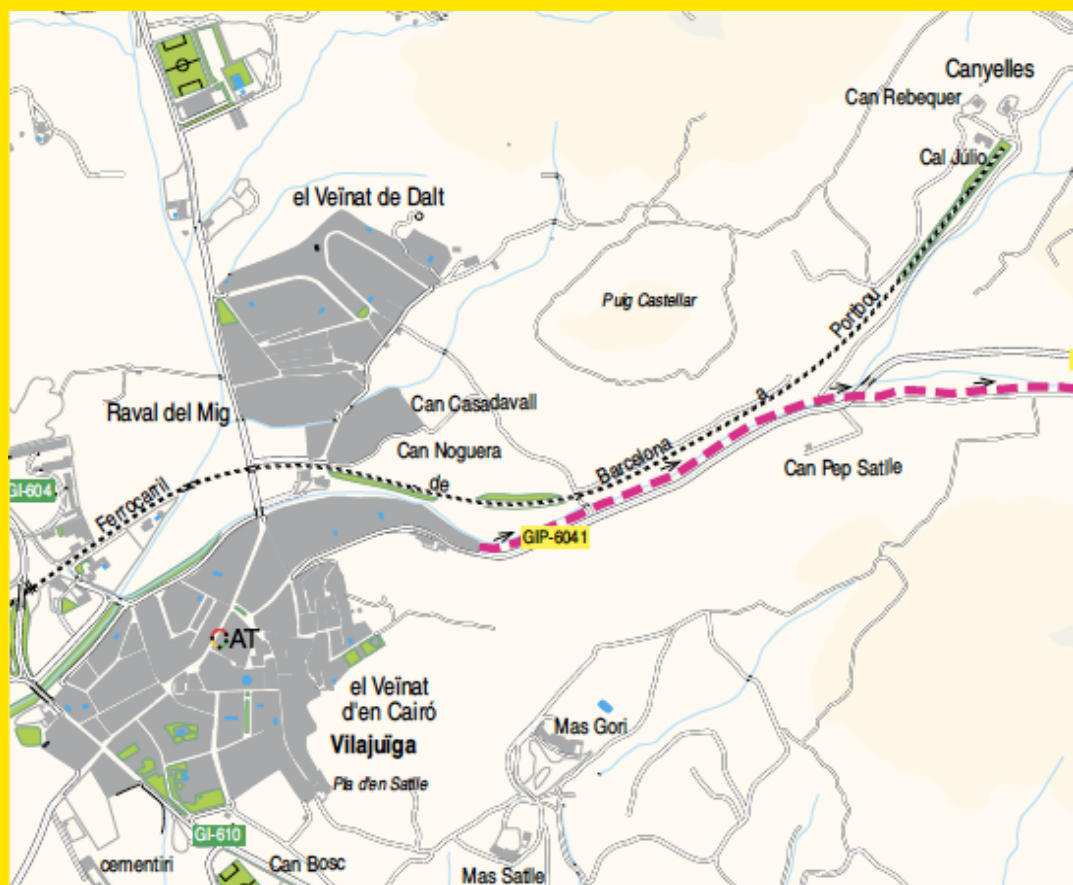 Canyelles
Can Rebequer
Cal Júlio
el Veïnat de Dalt
Puig Castellar
Portbou
a
Raval del Mig
Can Casadavall
Can Noguera
Barcelona
Can Pep Satlle
GI-604
Ferrocarril
de
GIP-6041
OAT
el Veïnat
d'en Cairó
Vilajuïga
Pla d'en Satlle
Mas Gori
GI-610
cementiri
Can Bosc
Mas Satlle